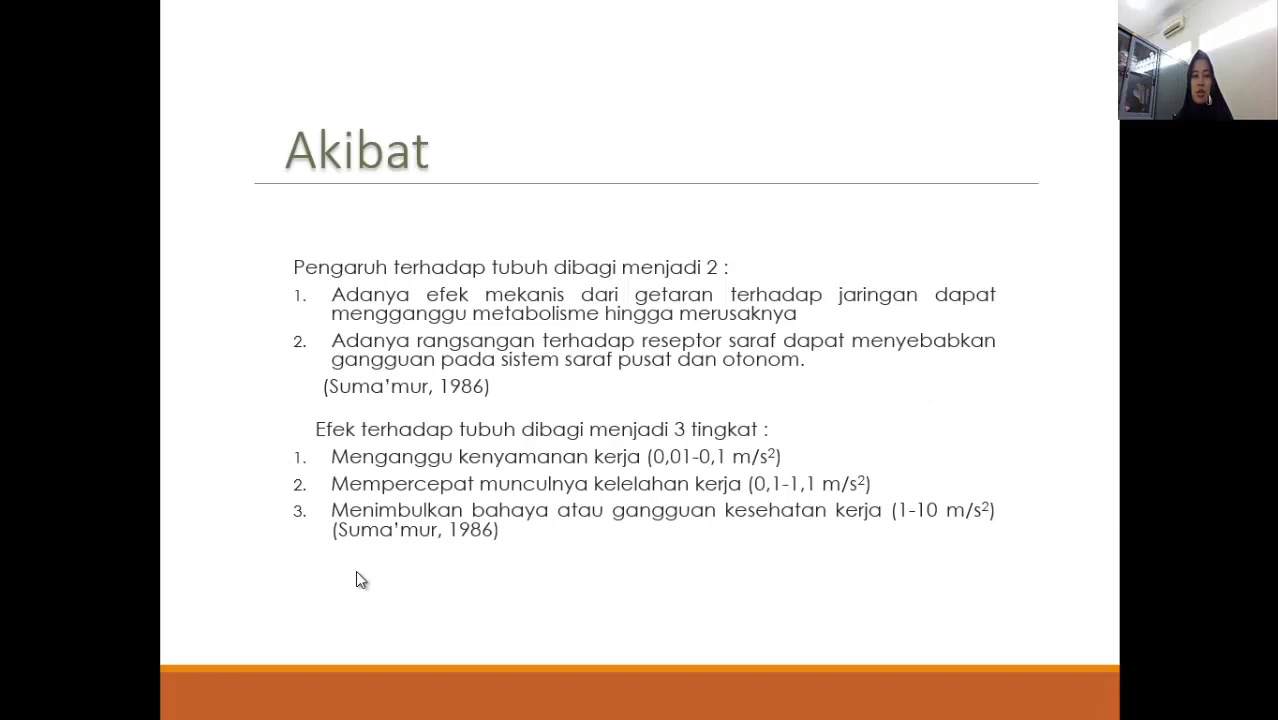 Akibat
Pengaruh terhadap tubuh dibagi menjadi 2 :
1. Adanya efek mekanis dari getaran terhadap jaringan dapat
mengganggu metabolisme hingga merusaknya
2. Adanya rangsangan terhadap reseptor saraf dapat menyebabkan
gangguan pada sistem saraf pusat dan otonom.
(Suma’mur, 1986)
Efek terhadap tubuh dibagi menjadi 3 tingkat :
1. Menganggu kenyamanan kerja (0,01-0,1 m/s²)
2. Mempercepat munculnya kelelahan kerja (0,1-1,1 m/s²)
3. Menimbulkan bahaya atau gangguan kesehatan kerja (1-10 m/s²)
(Suma’mur, 1986)